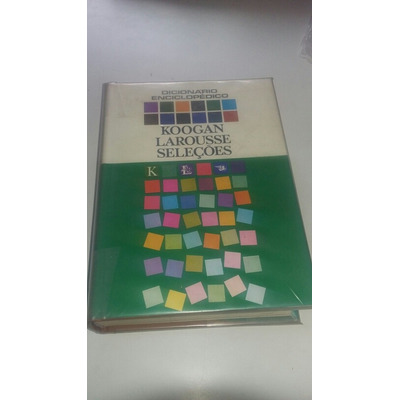 DICIONÁRIO
ENCICLOPÉDICO
KOOGAN
LAROUSSE
SELEÇÕES
K